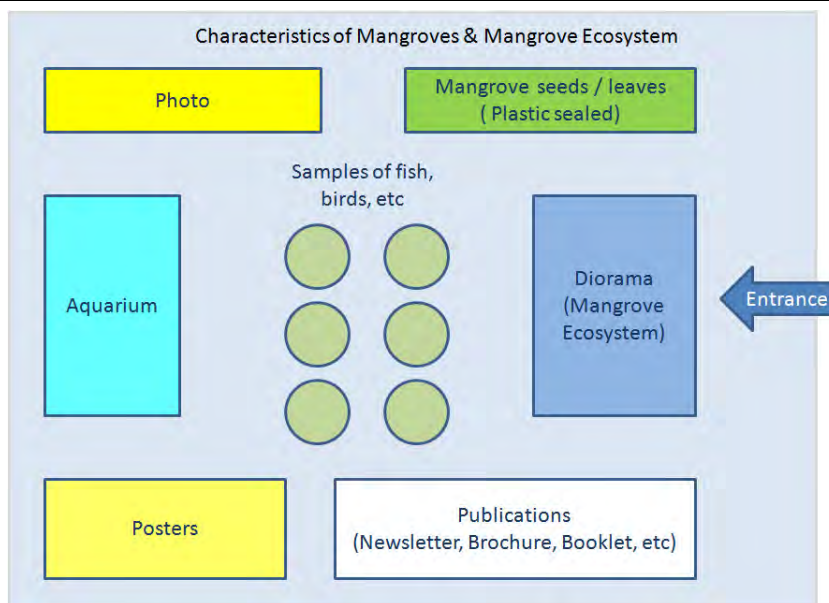 Characteristics of Mangroves & Mangrove Ecosystem
Photo
Mangrove seeds / leaves
( Plastic sealed)
Samples of fish,
birds, etc
Aquarium
Diorama
(Mangrove
Ecosystem)
Entrance
Posters
Publications
(Newsletter, Brochure, Booklet, etc)